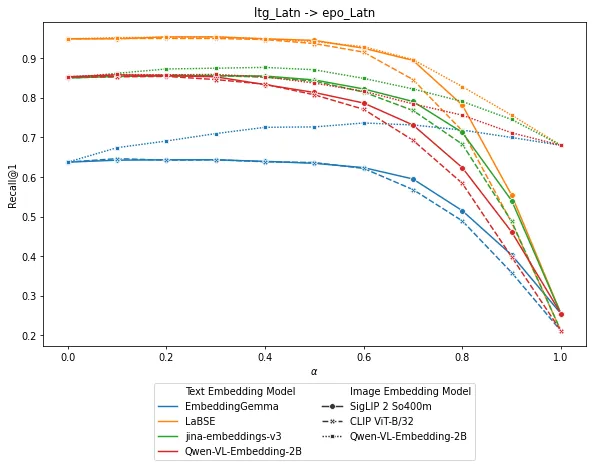 ltg_Latn -> epo_Latn
Recall@1
0.9
0.8
0.7
0.6
0.5
0.4
0.3
0.2
0.0
0.2
0.4
0.6
0.8
1.0
α
Text Embedding Model
EmbeddingGemma
LaBSE
jina-embeddings-v3
Qwen-VL-Embedding-2B
Image Embedding Model
SigLIP 2 So400m
CLIP ViT-B/32
Qwen-VL-Embedding-2B